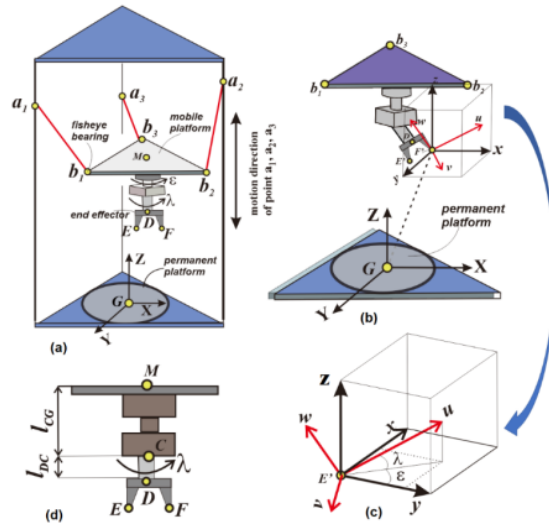 a1
a2
a3
fisheye
bearing
mobile
platform
b3
M
b1
b2
ε
λ
end effector
D
E
F
motion direction
of point a1, a2, a3
permanent
platform
Z
G
X
Y
(a)
b3
b1
b2
z
w
u
D
F'
E'
x
v
permanent
platform
Z
G
X
Y
(b)
M
lCG
C
lDC
λ
D
E
F
(d)
z
w
x
u
λ
ε
E'
y
v
(c)